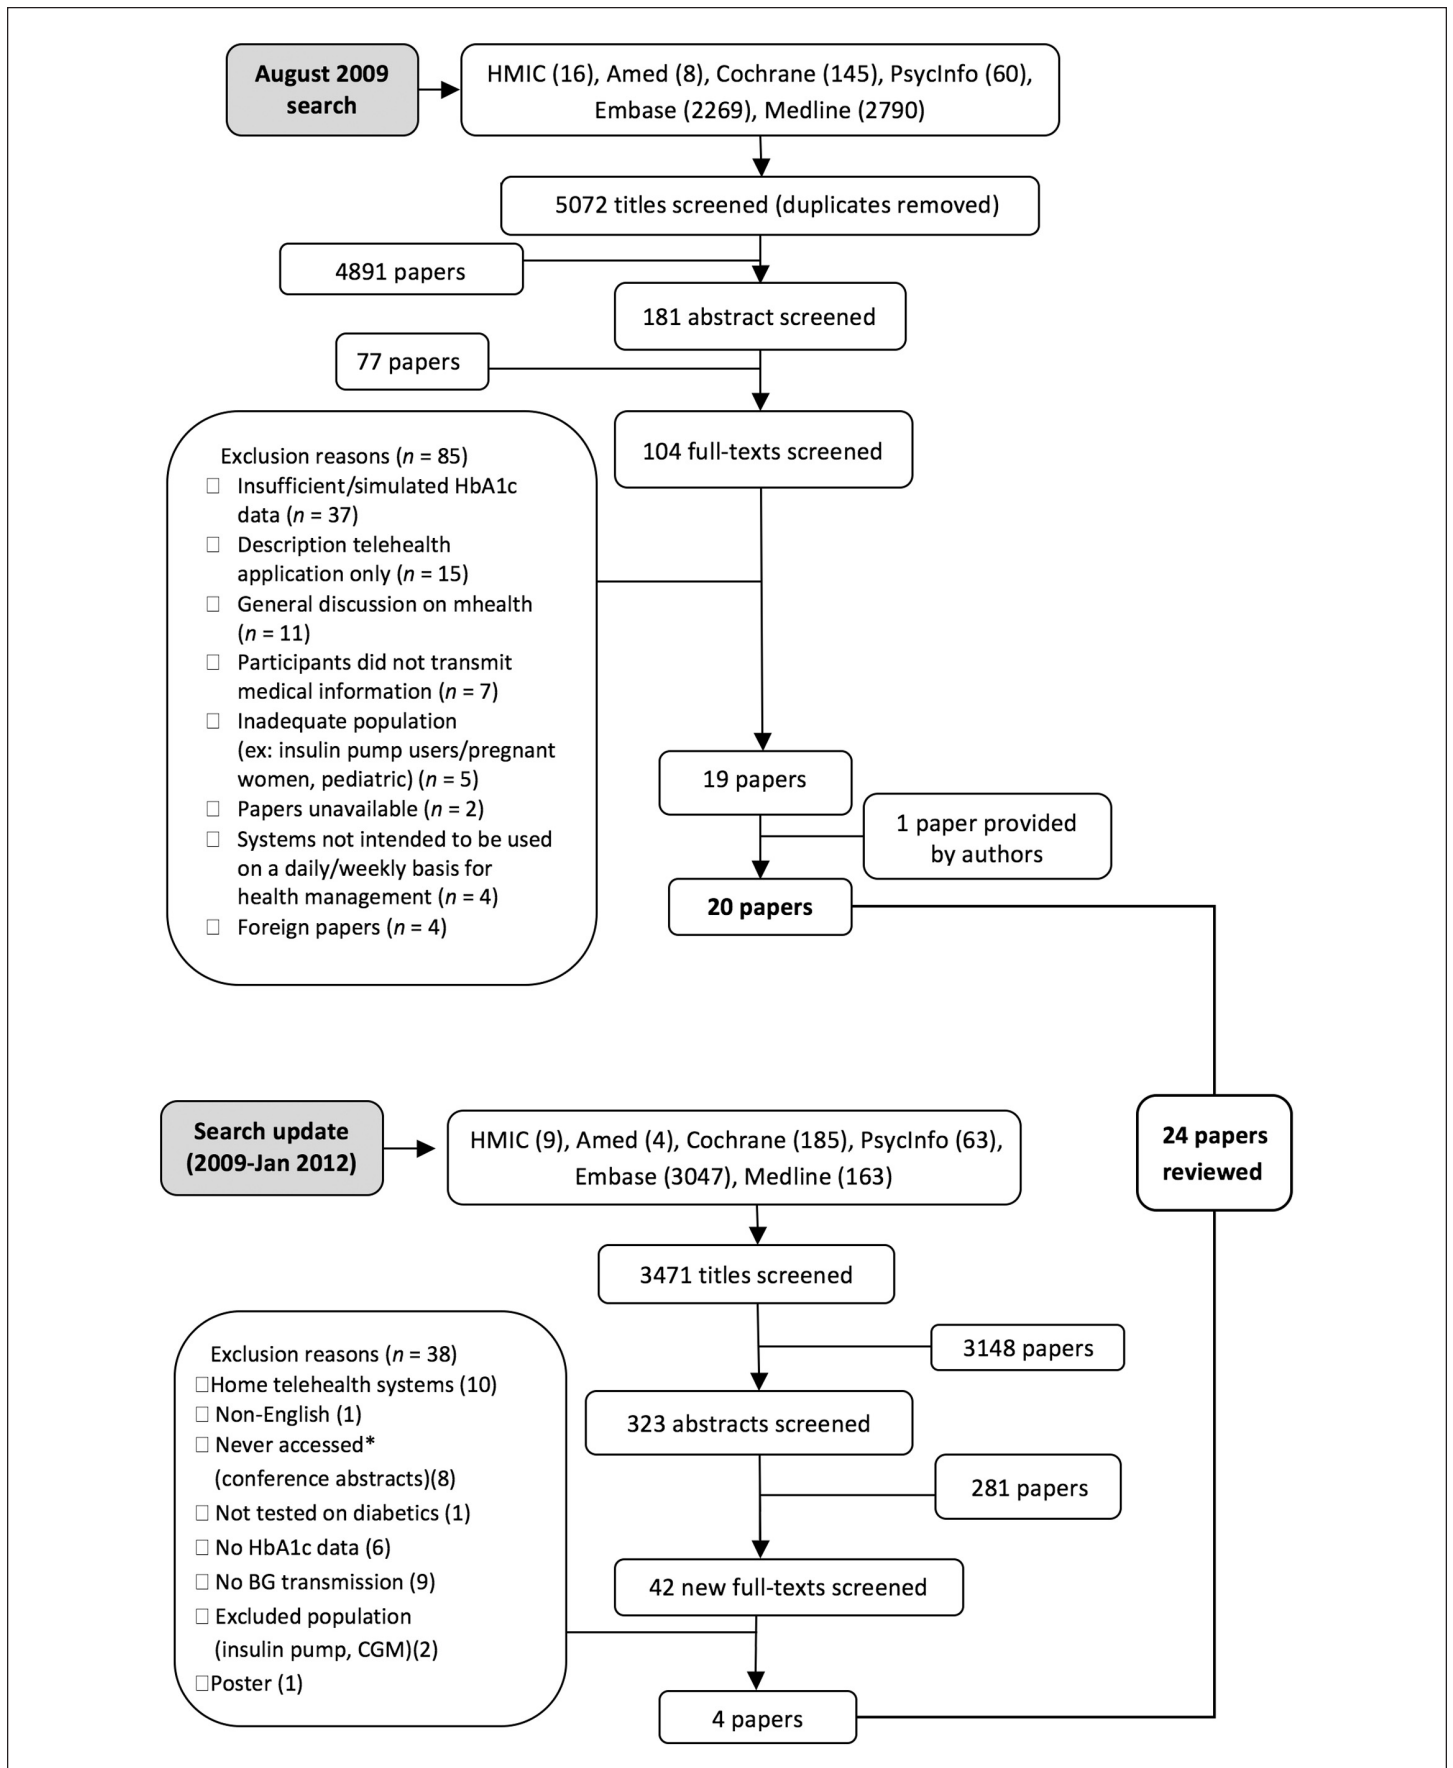 August 2009
search
HMIC (16), Amed (8), Cochrane (145), PsycInfo (60),
Embase (2269), Medline (2790)
5072 titles screened (duplicates removed)
4891 papers
181 abstract screened
77 papers
104 full-texts screened
Exclusion reasons (n = 85)
Insufficient/simulated HbA1c
data (n = 37)
Description telehealth
application only (n = 15)
General discussion on mhealth
(n = 11)
Participants did not transmit
medical information (n = 7)
Inadequate population
(ex: insulin pump users/pregnant
women, pediatric) (n = 5)
Papers unavailable (n = 2)
Systems not intended to be used
on a daily/weekly basis for
health management (n = 4)
Foreign papers (n = 4)
19 papers
1 paper provided
by authors
20 papers
Search update
(2009-Jan 2012)
HMIC (9), Amed (4), Cochrane (185), PsycInfo (63),
Embase (3047), Medline (163)
24 papers
reviewed
3471 titles screened
3148 papers
323 abstracts screened
281 papers
42 new full-texts screened
Exclusion reasons (n = 38)
Home telehealth systems (10)
Non-English (1)
Never accessed*
(conference abstracts)(8)
Not tested on diabetics (1)
No HbA1c data (6)
No BG transmission (9)
Excluded population
(insulin pump, CGM)(2)
Poster (1)
4 papers